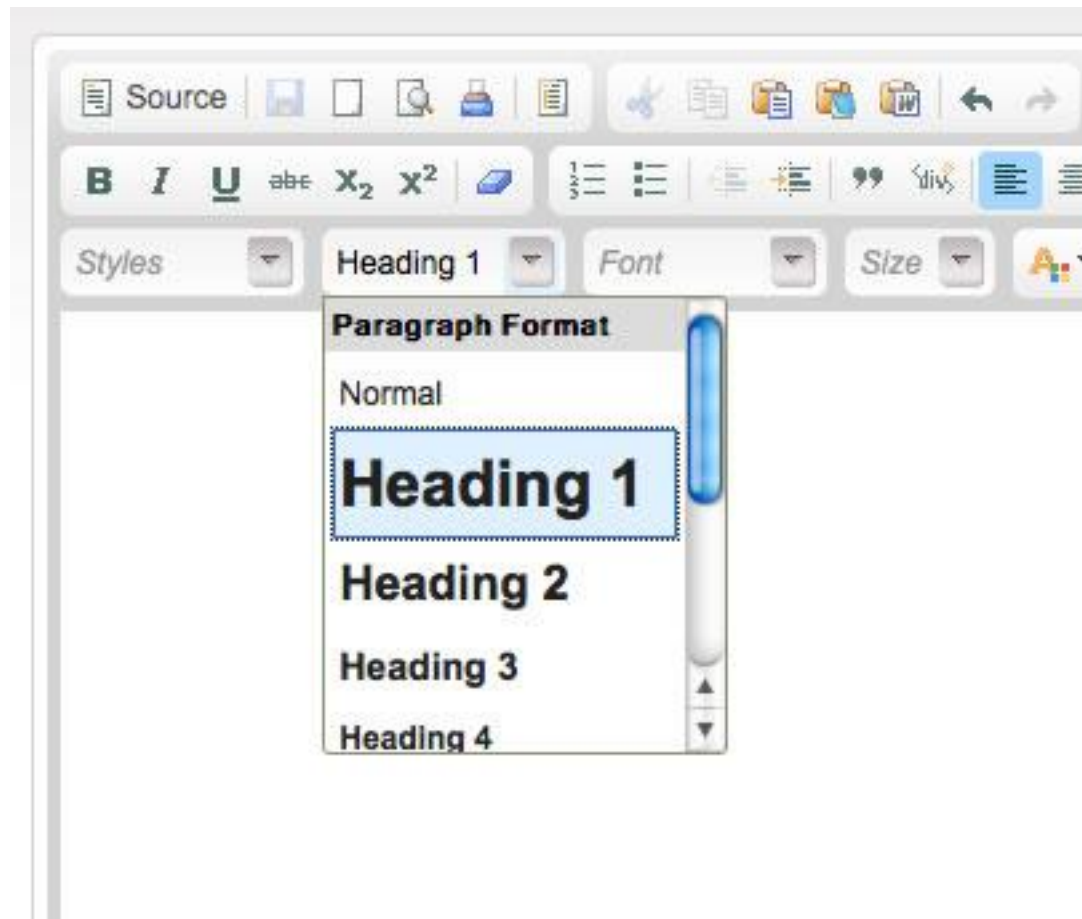 Source
B I U abc X₂ X² ” div
Styles Heading 1 Font Size A
Paragraph Format
Normal
Heading 1
Heading 2
Heading 3
Heading 4